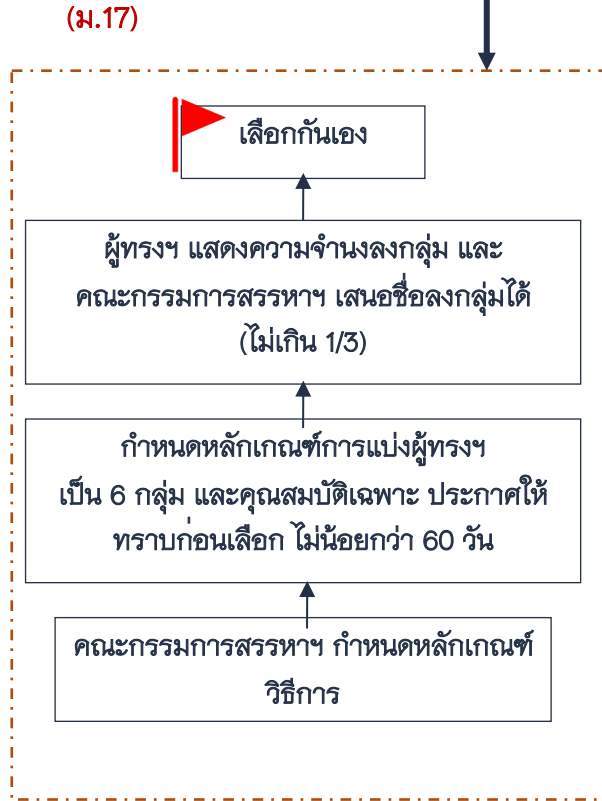 (ม.17)
เลือกกันเอง
ผู้ทรงฯ แสดงความจำนงลงกลุ่ม และ
คณะกรรมการสรรหาฯ เสนอชื่อลงกลุ่มได้
(ไม่เกิน 1/3)
กำหนดหลักเกณฑ์การแบ่งผู้ทรงฯ
เป็น 6 กลุ่ม และคุณสมบัติเฉพาะ ประกาศให้
ทราบก่อนเลือก ไม่น้อยกว่า 60 วัน
คณะกรรมการสรรหาฯ กำหนดหลักเกณฑ์
วิธีการ